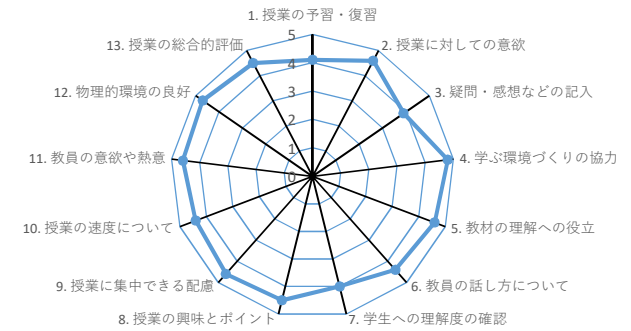 1. 授業の予習・復習
2. 授業に対しての意欲
3. 疑問・感想などの記入
4. 学ぶ環境づくりの協力
5. 教材の理解への役立
6. 教員の話し方について
7. 学生への理解度の確認
8. 授業の興味とポイント
9. 授業に集中できる配慮
10. 授業の速度について
11. 教員の意欲や熱意
12. 物理的環境の良好
13. 授業の総合的評価
5
4
3
2
1
0